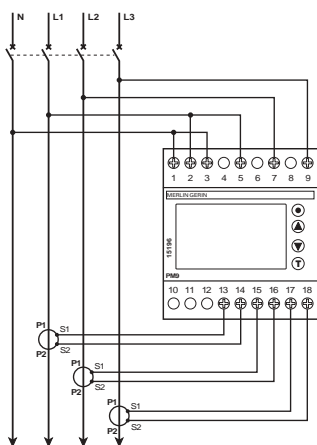 N L1 L2 L3
1 2 3 4 5 6 7 8 9
MERLIN GERIN
15196
T
PM9
10 11 12 13 14 15 16 17 18
P1 S1
P2 S2
P1 S1
P2 S2
P1 S1
P2 S2